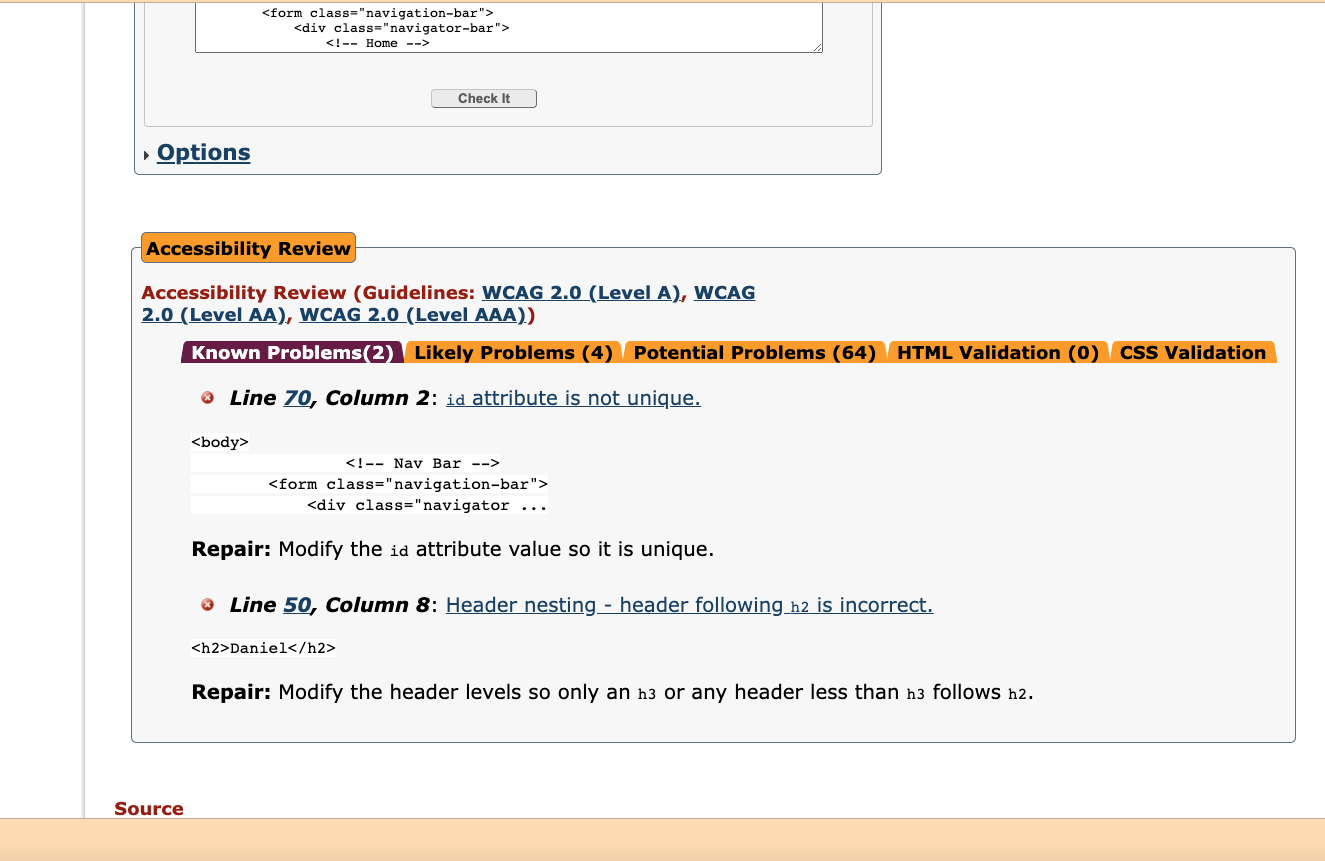 <form class="navigation-bar">
<div class="navigator-bar">
<!-- Home -->
Check It
Options
Accessibility Review
Accessibility Review (Guidelines: WCAG 2.0 (Level A), WCAG
2.0 (Level AA), WCAG 2.0 (Level AAA))
Known Problems(2) Likely Problems (4) Potential Problems (64) HTML Validation (0) CSS Validation
Line 70, Column 2: id attribute is not unique.
<body>
<!-- Nav Bar -->
<form class="navigation-bar">
<div class="navigator ...
Repair: Modify the id attribute value so it is unique.
Line 50, Column 8: Header nesting - header following h2 is incorrect.
<h2>Daniel</h2>
Repair: Modify the header levels so only an h3 or any header less than h3 follows h2.
Source